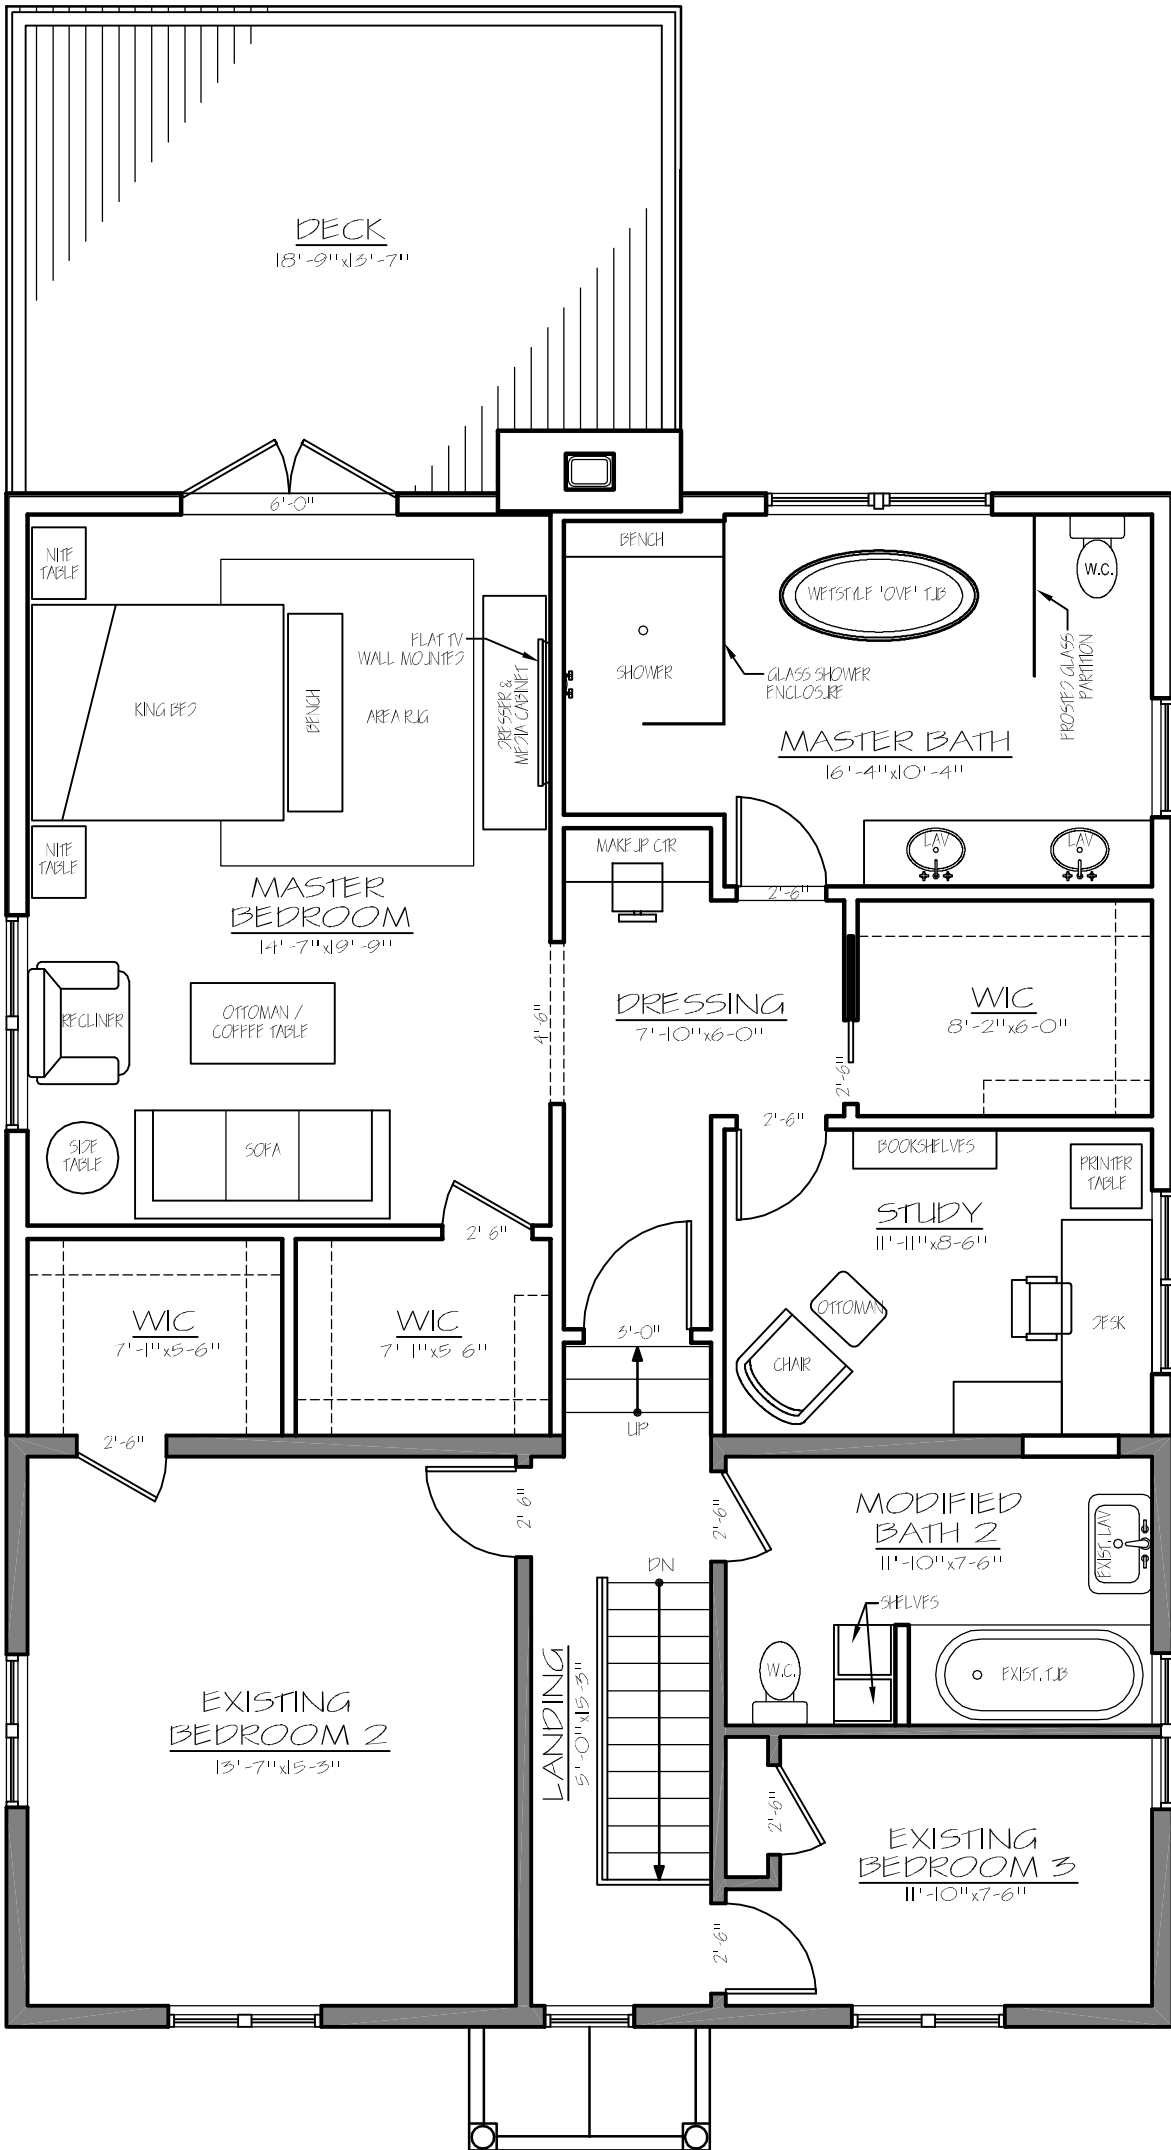 DECK
18'-9"x13'-7"
6'-0"
NITE
TABLE
BENCH
W.C.
WETSTYLE 'OVE' TUB
FLAT TV
WALL MOUNTED
KING BED
BENCH
AREA RUG
DRESSER &
MEDIA CABINET
SHOWER
GLASS SHOWER
ENCLOSURE
FROSTED GLASS
PARTITION
MASTER BATH
16'-4"x10'-4"
NITE
TABLE
MAKEUP CTR
LAV
LAV
2'-6"
MASTER
BEDROOM
14'-7"x19'-9"
RECLINER
OTTOMAN /
COFFEE TABLE
4'-6"
DRESSING
7'-10"x6-0"
WIC
8'-2"x6-0"
2'-6"
2'-6"
SIDE
TABLE
SOFA
BOOKSHELVES
PRINTER
TABLE
STUDY
11'-11"x8-6"
2' 6"
WIC
7'-1"x5-6"
WIC
7' 1"x5 6"
OTTOMAN
CHAIR
DESK
3'-0"
UP
2'-6"
2' 6"
2'-6"
MODIFIED
BATH 2
11'-10"x7-6"
EXIST. LAV
DN
SHELVES
W.C.
EXIST. TUB
LANDING
5'-0"x15-3"
EXISTING
BEDROOM 2
13'-7"x15-3"
2'-6"
EXISTING
BEDROOM 3
11'-10"x7-6"
2'-6"